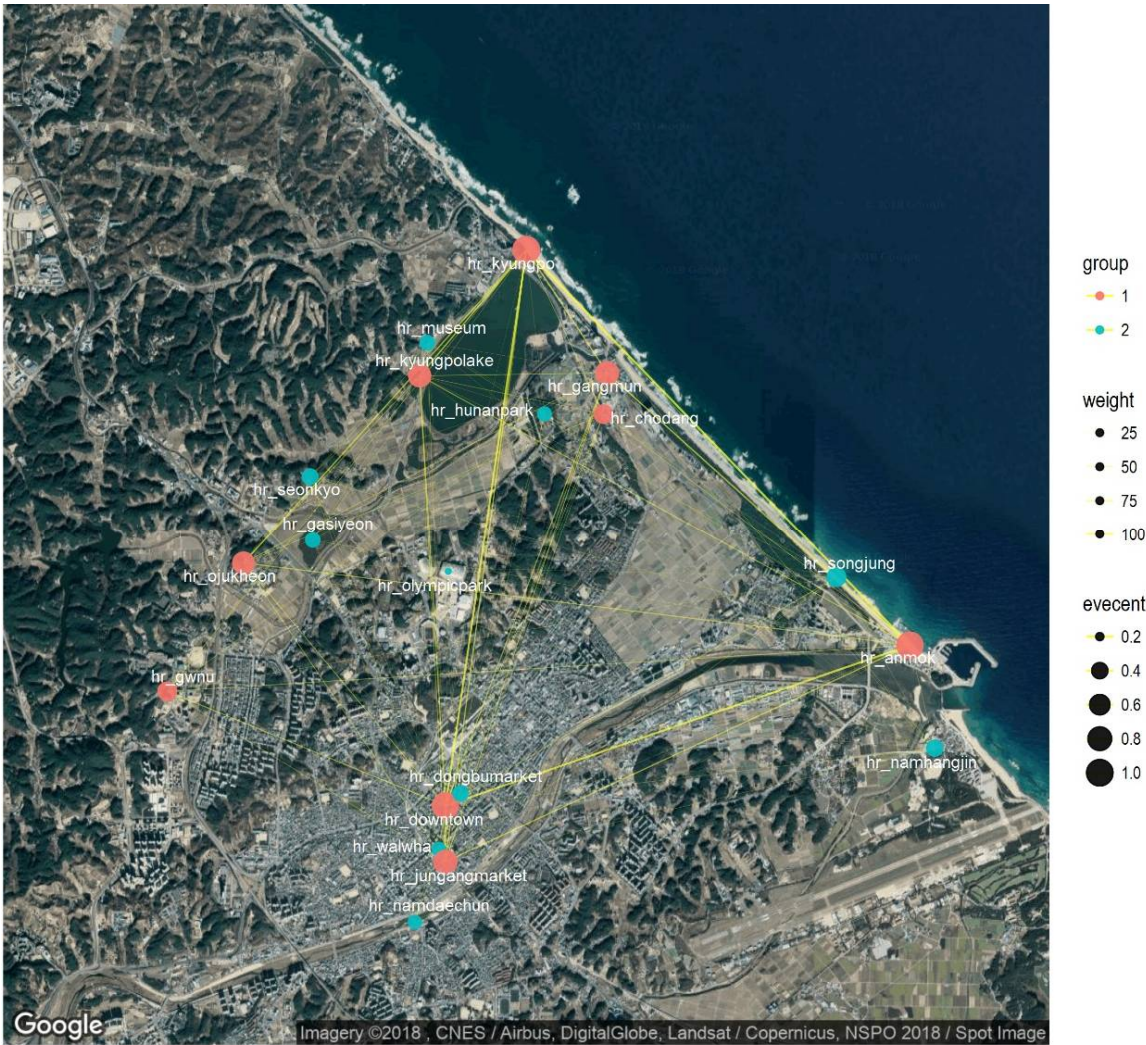 hr_kyungpo
hr_museum
hr_kyungpolake
hr_gangmun
hr_hunanpark
hr_chodang
hr_seonkyo
hr_gasiyeon
hr_ojukheon
hr_olympicpark
hr_songjung
hr_anmok
hr_gwnu
hr_namhangjin
hr_dongbumarket
hr_downtown
hr_walwha
hr_jungangmarket
hr_namdaechun
Google
Imagery ©2018 , CNES / Airbus, DigitalGlobe, Landsat / Copernicus, NSPO 2018 / Spot Image
group
1
2
weight
25
50
75
100
evecent
0.2
0.4
0.6
0.8
1.0